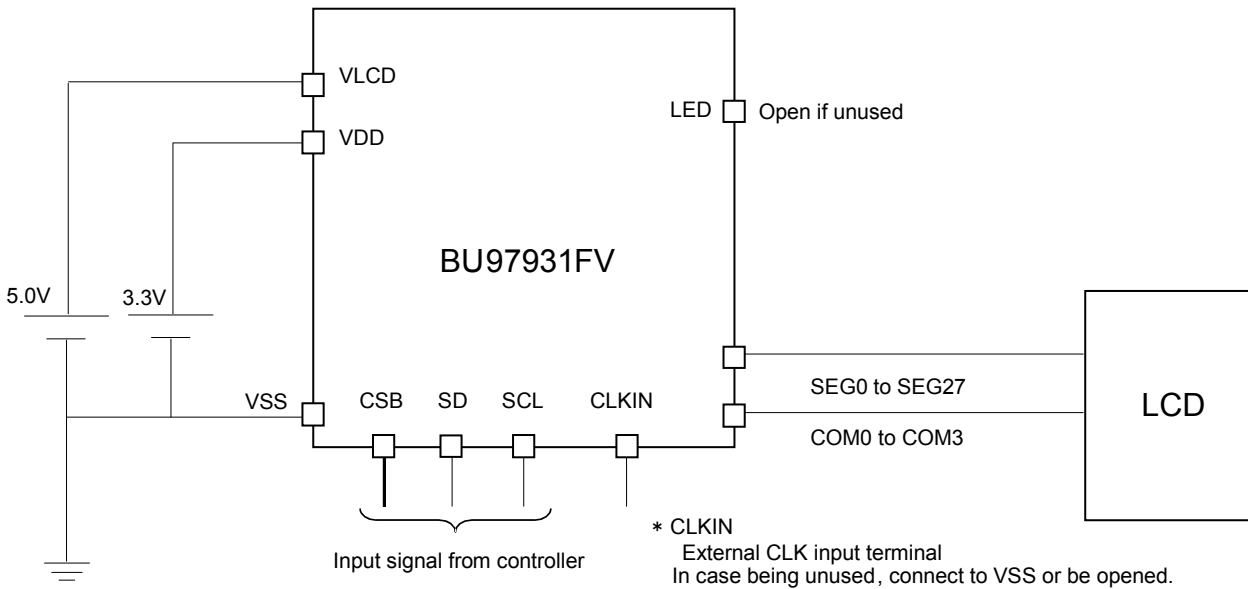 VLCD
LED
Open if unused
VDD
BU97931FV
5.0V
3.3V
SEG0 to SEG27
LCD
VSS
CSB
SD
SCL
CLKIN
COM0 to COM3
* CLKIN
External CLK input terminal
Input signal from controller
In case being unused, connect to VSS or be opened.